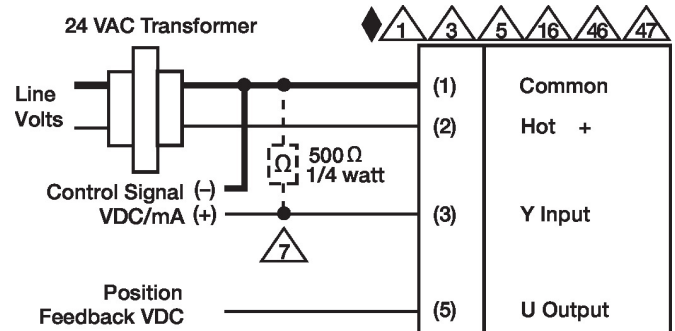 24 VAC Transformer
1 3 5 16 46 47
Line
Volts
(1) Common
(2) Hot +
Ω 500 Ω
1/4 watt
Control Signal (–)
VDC/mA (+)
(3) Y Input
7
Position
Feedback VDC
(5) U Output